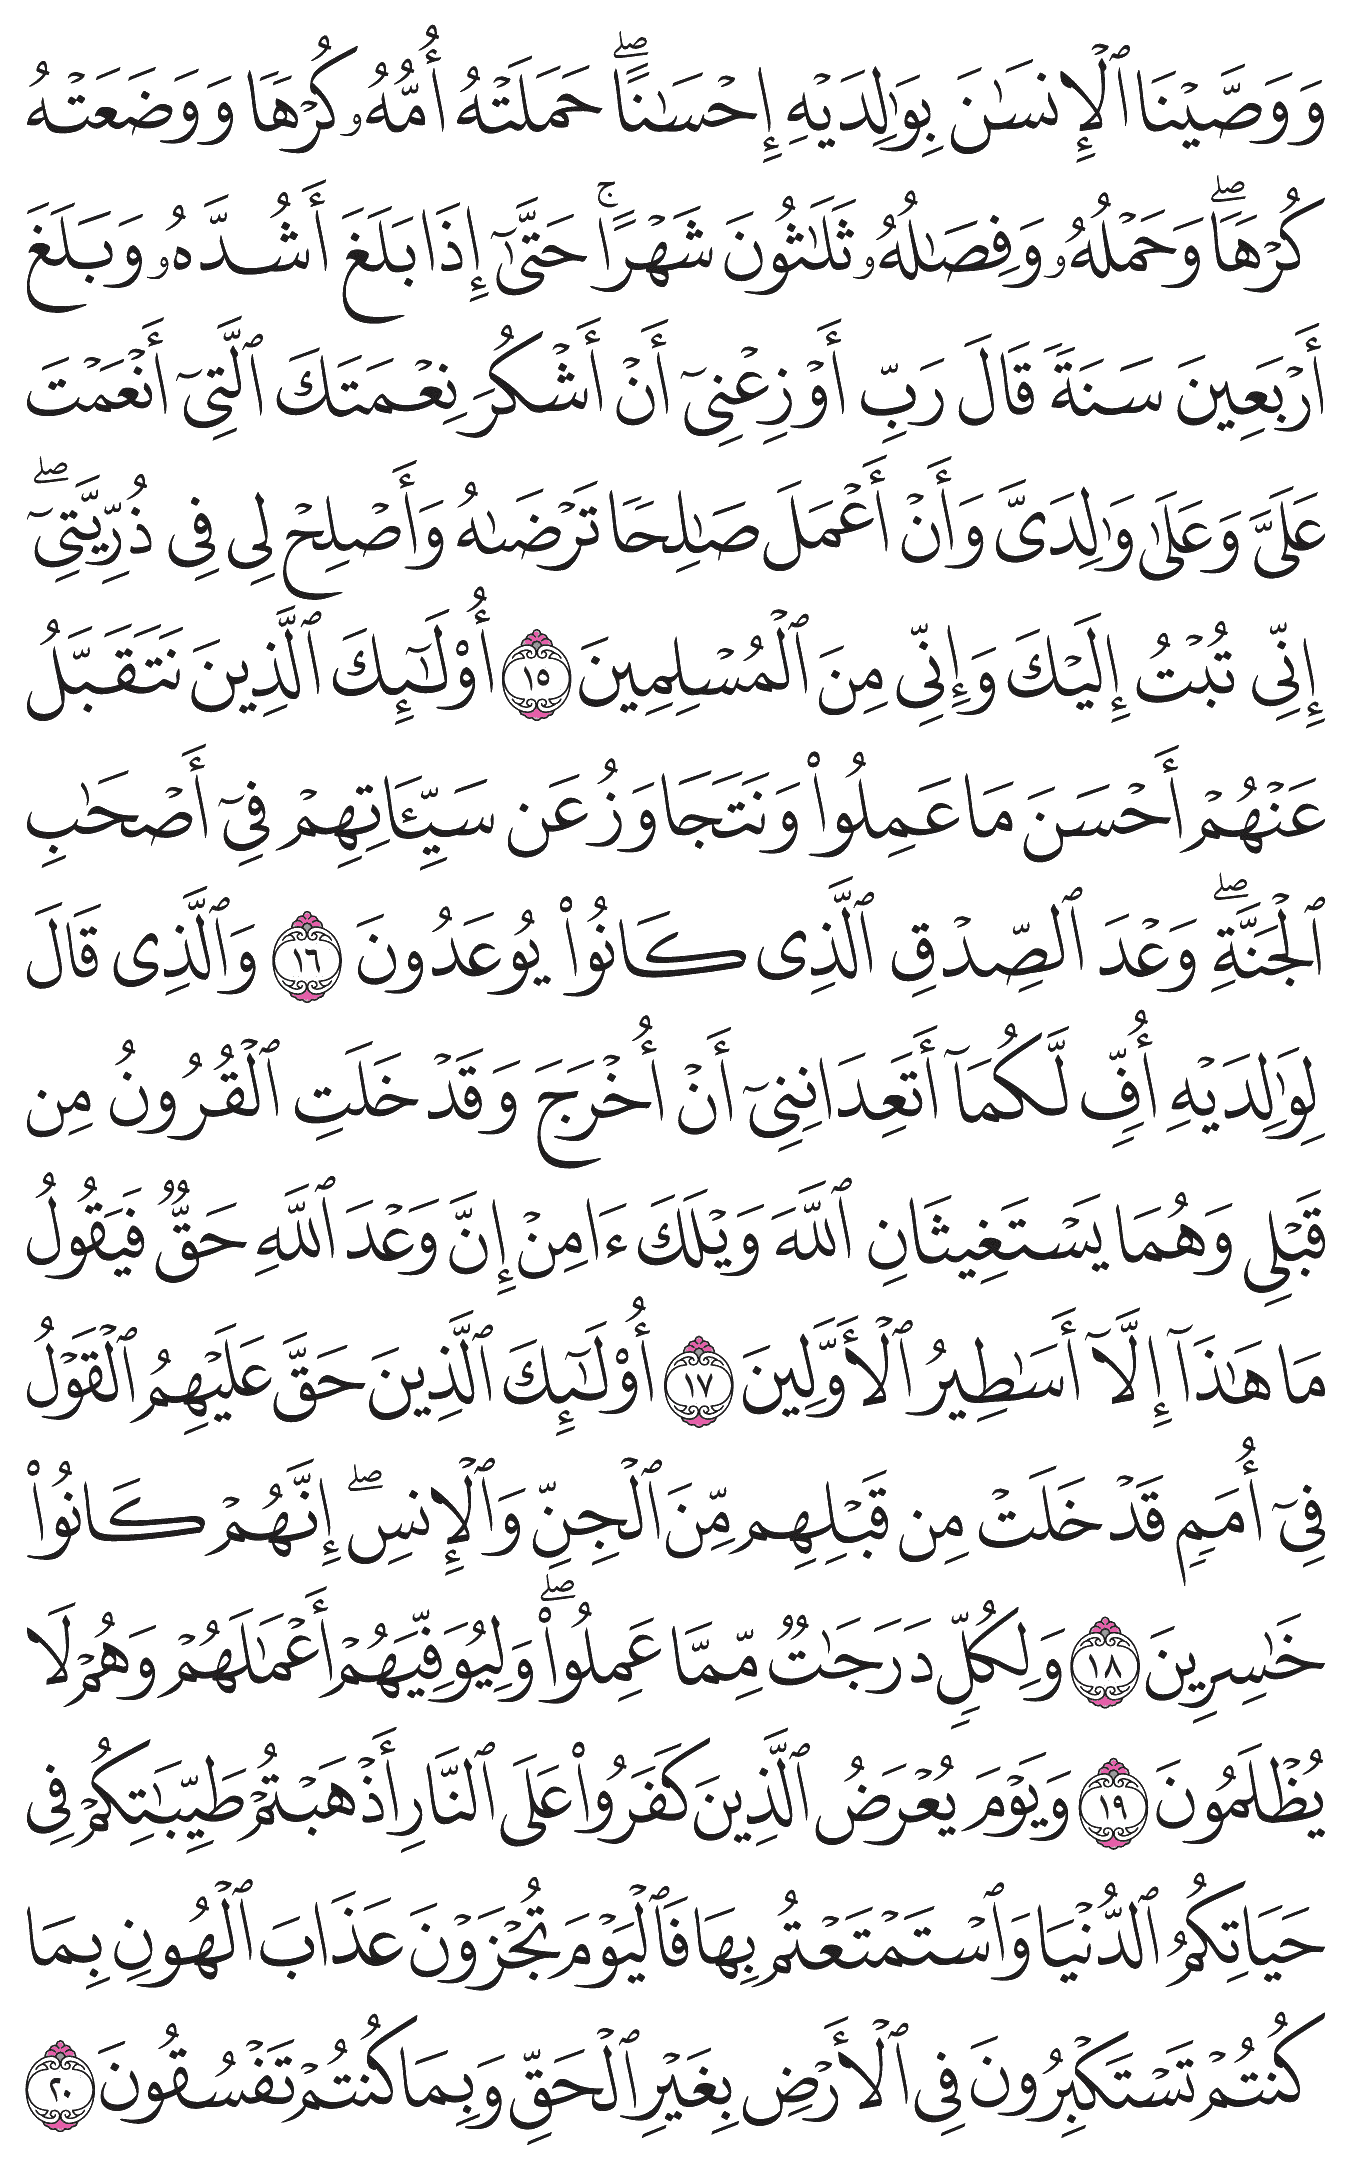 وَوَصَّيۡنَا ٱلۡإِنسَٰنَ بِوَٰلِدَيۡهِ إِحۡسَٰنًاۖ حَمَلَتۡهُ أُمُّهُۥ كُرۡهٗا وَوَضَعَتۡهُ
كُرۡهٗاۖ وَحَمۡلُهُۥ وَفِصَٰلُهُۥ ثَلَٰثُونَ شَهۡرًاۚ حَتَّىٰٓ إِذَا بَلَغَ أَشُدَّهُۥ وَبَلَغَ
أَرۡبَعِينَ سَنَةٗ قَالَ رَبِّ أَوۡزِعۡنِيٓ أَنۡ أَشۡكُرَ نِعۡمَتَكَ ٱلَّتِيٓ أَنۡعَمۡتَ
عَلَيَّ وَعَلَىٰ وَٰلِدَيَّ وَأَنۡ أَعۡمَلَ صَٰلِحٗا تَرۡضَىٰهُ وَأَصۡلِحۡ لِي فِي ذُرِّيَّتِيٓۖ
إِنِّي تُبۡتُ إِلَيۡكَ وَإِنِّي مِنَ ٱلۡمُسۡلِمِينَ ١٥ أُوْلَٰٓئِكَ ٱلَّذِينَ نَتَقَبَّلُ
عَنۡهُمۡ أَحۡسَنَ مَا عَمِلُواْ وَنَتَجَاوَزُ عَن سَيِّـَٔاتِهِمۡ فِيٓ أَصۡحَٰبِ
ٱلۡجَنَّةِۖ وَعۡدَ ٱلصِّدۡقِ ٱلَّذِي كَانُواْ يُوعَدُونَ ١٦ وَٱلَّذِي قَالَ
لِوَٰلِدَيۡهِ أُفّٖ لَّكُمَآ أَتَعِدَانِنِيٓ أَنۡ أُخۡرَجَ وَقَدۡ خَلَتِ ٱلۡقُرُونُ مِن
قَبۡلِي وَهُمَا يَسۡتَغِيثَانِ ٱللَّهَ وَيۡلَكَ ءَامِنۡ إِنَّ وَعۡدَ ٱللَّهِ حَقّٞ فَيَقُولُ
مَا هَٰذَآ إِلَّآ أَسَٰطِيرُ ٱلۡأَوَّلِينَ ١٧ أُوْلَٰٓئِكَ ٱلَّذِينَ حَقَّ عَلَيۡهِمُ ٱلۡقَوۡلُ
فِيٓ أُمَمٖ قَدۡ خَلَتۡ مِن قَبۡلِهِم مِّنَ ٱلۡجِنِّ وَٱلۡإِنسِۖ إِنَّهُمۡ كَانُواْ
خَٰسِرِينَ ١٨ وَلِكُلّٖ دَرَجَٰتٞ مِّمَّا عَمِلُواْۖ وَلِيُوَفِّيَهُمۡ أَعۡمَٰلَهُمۡ وَهُمۡ لَا
يُظۡلَمُونَ ١٩ وَيَوۡمَ يُعۡرَضُ ٱلَّذِينَ كَفَرُواْ عَلَى ٱلنَّارِ أَذۡهَبۡتُمۡ طَيِّبَٰتِكُمۡ فِي
حَيَاتِكُمُ ٱلدُّنۡيَا وَٱسۡتَمۡتَعۡتُم بِهَا فَٱلۡيَوۡمَ تُجۡزَوۡنَ عَذَابَ ٱلۡهُونِ بِمَا
كُنتُمۡ تَسۡتَكۡبِرُونَ فِي ٱلۡأَرۡضِ بِغَيۡرِ ٱلۡحَقِّ وَبِمَا كُنتُمۡ تَفۡسُقُونَ ٢٠